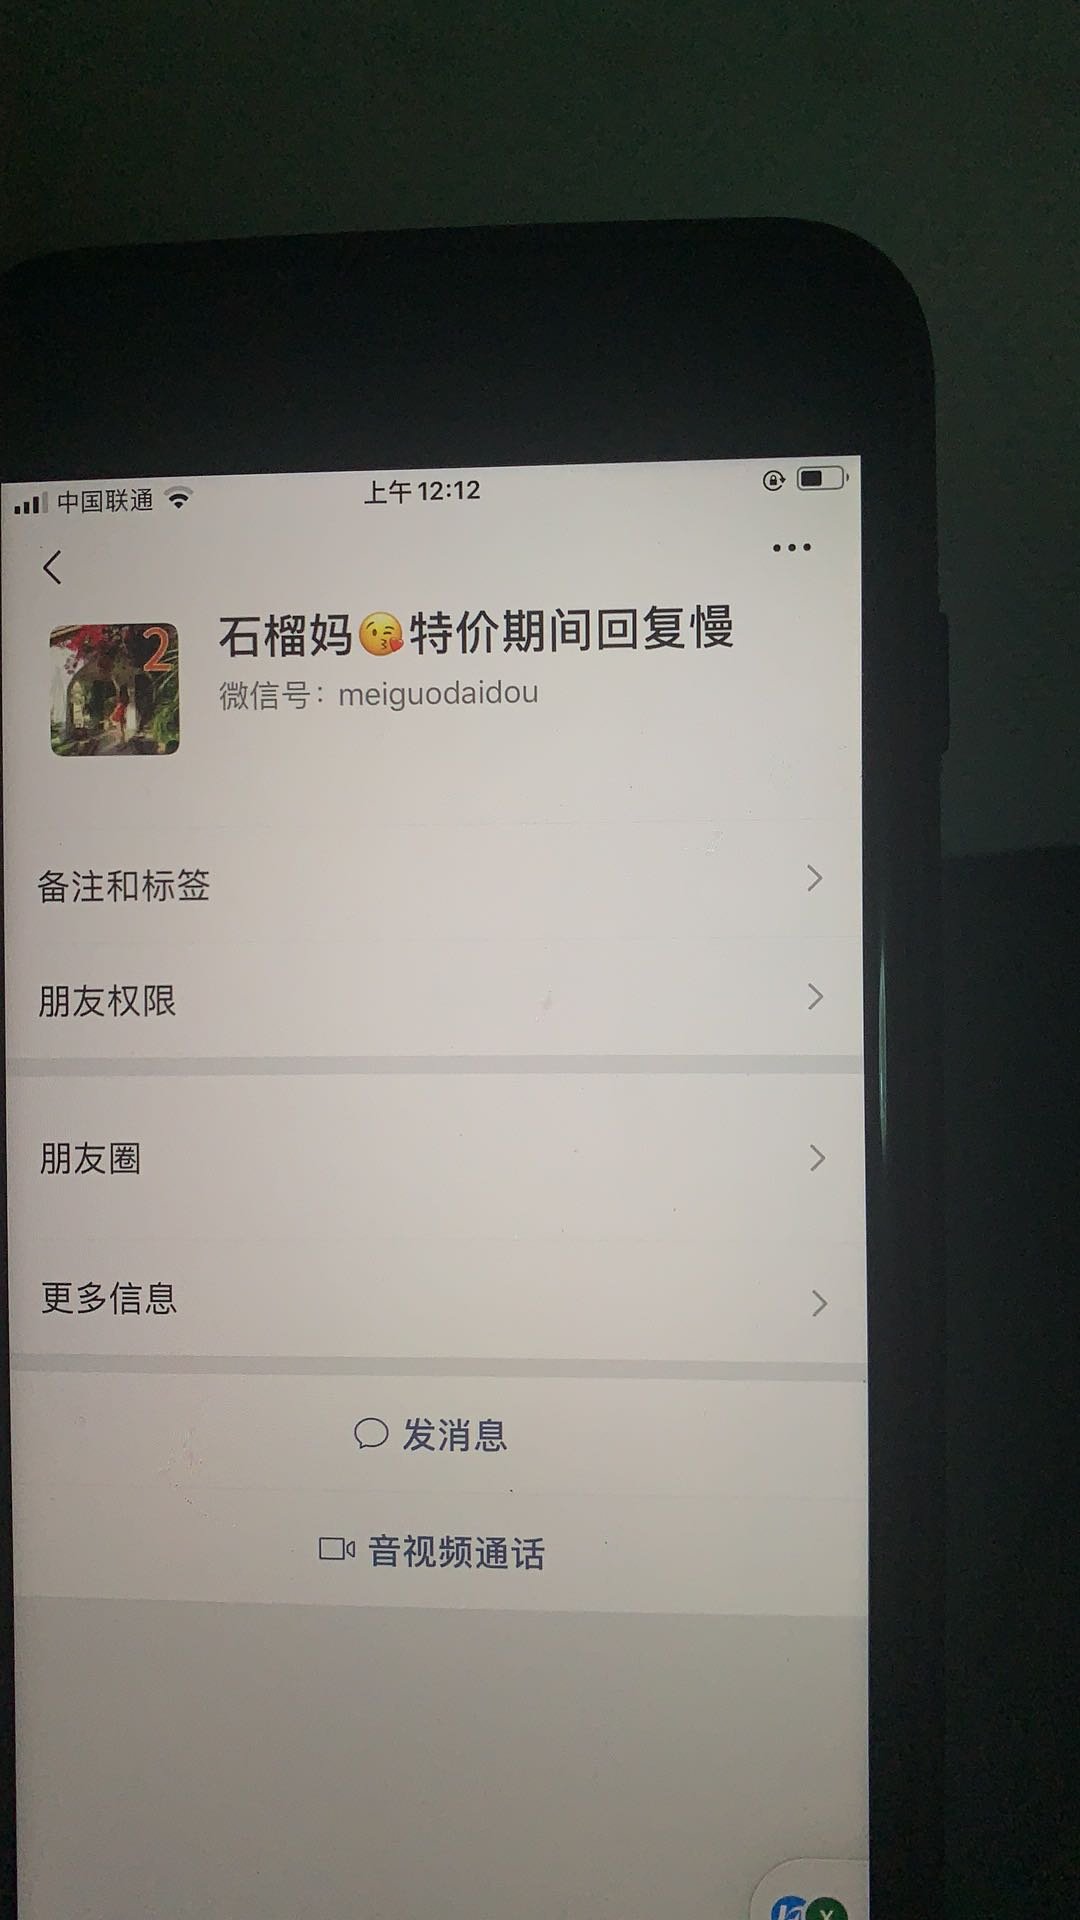 中国联通 上午12:12
2
石榴妈😘特价期间回复慢
微信号：meiguodaidou
备注和标签
朋友权限
朋友圈
更多信息
发消息
音视频通话